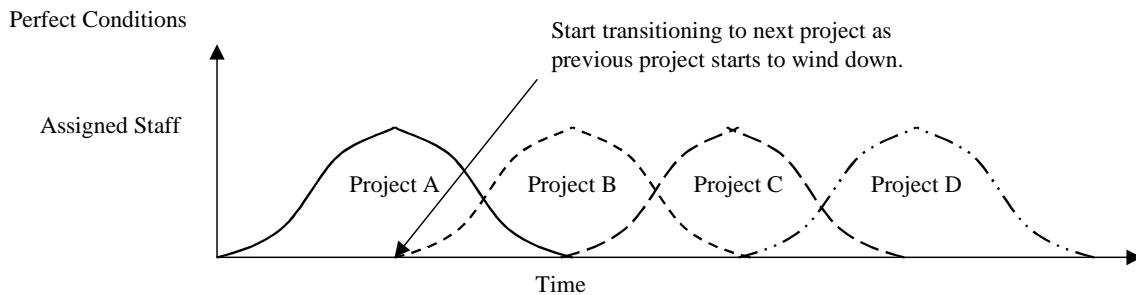 Perfect Conditions
Start transitioning to next project as
previous project starts to wind down.
Assigned Staff
Project A
Project B
Project C
Project D
Time